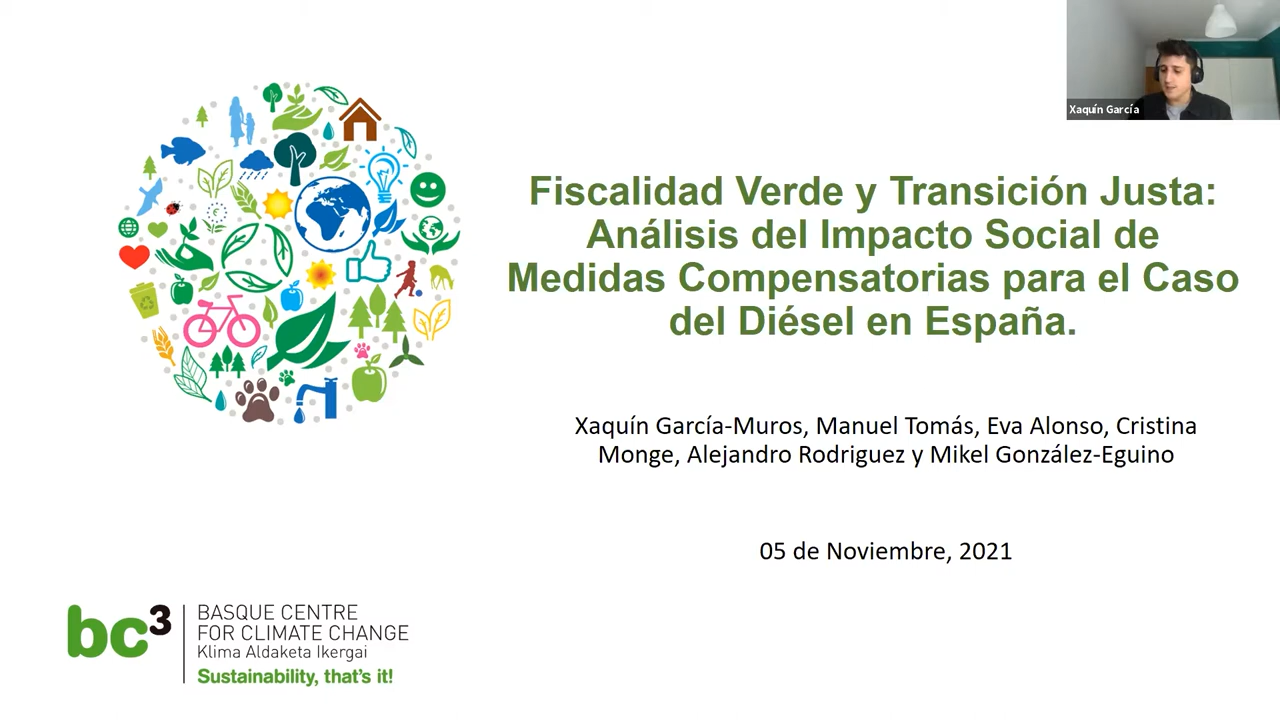 Xaquín García
Fiscalidad Verde y Transición Justa:
Análisis del Impacto Social de
Medidas Compensatorias para el Caso
del Diésel en España.
Xaquín García-Muros, Manuel Tomás, Eva Alonso, Cristina
Monge, Alejandro Rodriguez y Mikel González-Eguino
05 de Noviembre, 2021
bc³
BASQUE CENTRE
FOR CLIMATE CHANGE
Klima Aldaketa Ikergai
Sustainability, that's it!